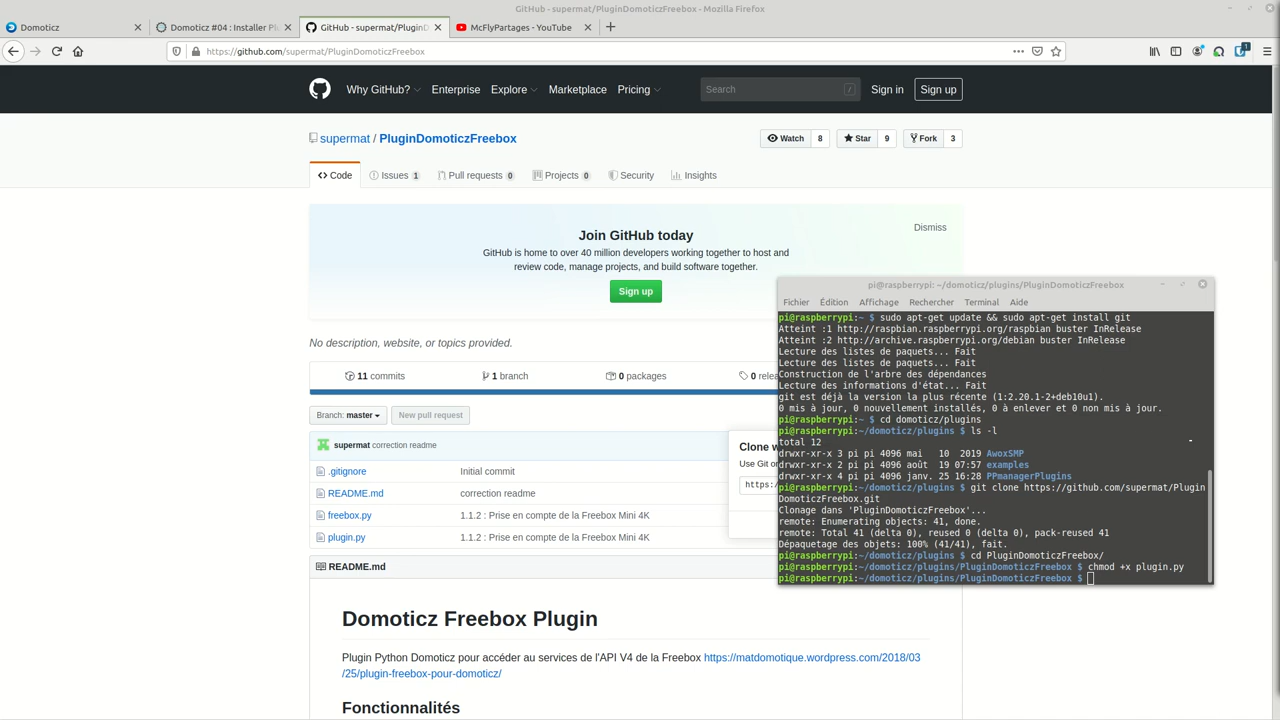 GitHub - supermat/PluginDomoticzFreebox - Mozilla Firefox
Domoticz
Domoticz #04 : Installer Plu
GitHub - supermat/PluginD
McFlyPartages - YouTube
https://github.com/supermat/PluginDomoticzFreebox
1
Why GitHub?
Enterprise
Explore
Marketplace
Pricing
Search
/
Sign in
Sign up
supermat / PluginDomoticzFreebox
Watch 8
Star 9
Fork 3
Code
Issues 1
Pull requests 0
Projects 0
Security
Insights
Join GitHub today
Dismiss
GitHub is home to over 40 million developers working together to host and
review code, manage projects, and build software together.
Sign up
No description, website, or topics provided.
11 commits
1 branch
0 packages
0 relea
Branch: master
New pull request
supermat correction readme
.gitignore Initial commit
README.md correction readme
freebox.py 1.1.2 : Prise en compte de la Freebox Mini 4K
plugin.py 1.1.2 : Prise en compte de la Freebox Mini 4K
Clone w
Use Git o
https:/
README.md
Domoticz Freebox Plugin
Plugin Python Domoticz pour accéder au services de l'API V4 de la Freebox https://matdomotique.wordpress.com/2018/03
/25/plugin-freebox-pour-domoticz/
Fonctionnalités
pi@raspberrypi: ~/domoticz/plugins/PluginDomoticzFreebox
Fichier Édition Affichage Rechercher Terminal Aide
pi@raspberrypi:~ $ sudo apt-get update && sudo apt-get install git
Atteint :1 http://raspbian.raspberrypi.org/raspbian buster InRelease
Atteint :2 http://archive.raspberrypi.org/debian buster InRelease
Lecture des listes de paquets... Fait
Lecture des listes de paquets... Fait
Construction de l'arbre des dépendances
Lecture des informations d'état... Fait
git est déjà la version la plus récente (1:2.20.1-2+deb10u1).
0 mis à jour, 0 nouvellement installés, 0 à enlever et 0 non mis à jour.
pi@raspberrypi:~ $ cd domoticz/plugins
pi@raspberrypi:~/domoticz/plugins $ ls -l
total 12
drwxr-xr-x 3 pi pi 4096 mai 10 2019 AwoxSMP
drwxr-xr-x 2 pi pi 4096 août 19 07:57 examples
drwxr-xr-x 4 pi pi 4096 janv. 25 16:28 PPmanagerPlugins
pi@raspberrypi:~/domoticz/plugins $ git clone https://github.com/supermat/Plugin
DomoticzFreebox.git
Clonage dans 'PluginDomoticzFreebox'...
remote: Enumerating objects: 41, done.
remote: Total 41 (delta 0), reused 0 (delta 0), pack-reused 41
Dépaquetage des objets: 100% (41/41), fait.
pi@raspberrypi:~/domoticz/plugins $ cd PluginDomoticzFreebox/
pi@raspberrypi:~/domoticz/plugins/PluginDomoticzFreebox $ chmod +x plugin.py
pi@raspberrypi:~/domoticz/plugins/PluginDomoticzFreebox $